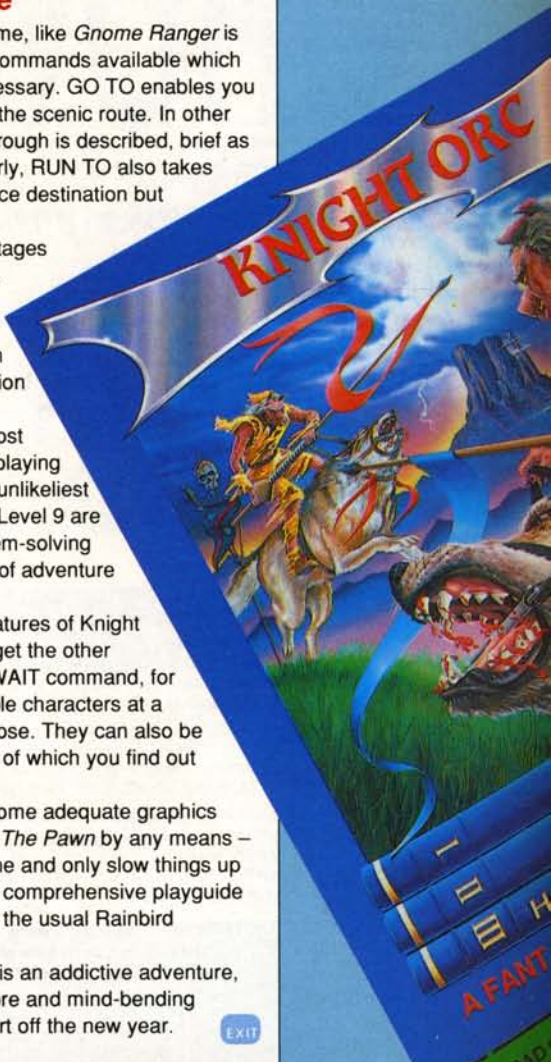 me, like Gnome Ranger is
ommands available which
essary. GO TO enables you
the scenic route. In other
rough is described, brief as
rly, RUN TO also takes
ce destination but
tages
n
ion
ost
playing
unlikeliest
Level 9 are
em-solving
of adventure
atures of Knight
get the other
WAIT command, for
le characters at a
ose. They can also be
of which you find out
ome adequate graphics
The Pawn by any means –
me and only slow things up
comprehensive playguide
the usual Rainbird
is an addictive adventure,
ore and mind-bending
rt off the new year.
EXIT
KNIGHT ORC
I
II
III H
A FANT